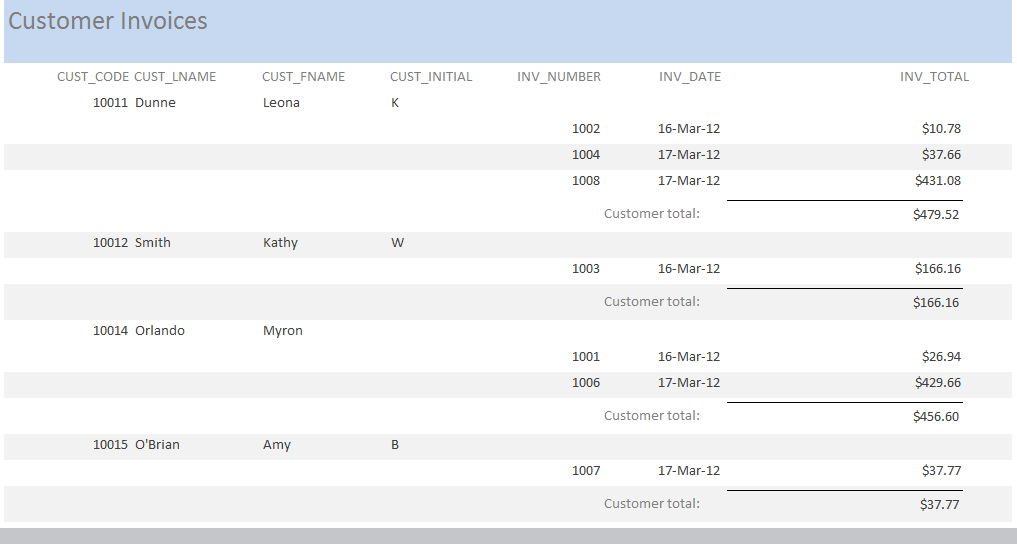 Customer Invoices
CUST_CODE CUST_LNAME CUST_FNAME CUST_INITIAL INV_NUMBER INV_DATE INV_TOTAL
10011 Dunne Leona K
1002 16-Mar-12 $10.78
1004 17-Mar-12 $37.66
1008 17-Mar-12 $431.08
Customer total: $479.52
10012 Smith Kathy W
1003 16-Mar-12 $166.16
Customer total: $166.16
10014 Orlando Myron
1001 16-Mar-12 $26.94
1006 17-Mar-12 $429.66
Customer total: $456.60
10015 O'Brian Amy B
1007 17-Mar-12 $37.77
Customer total: $37.77